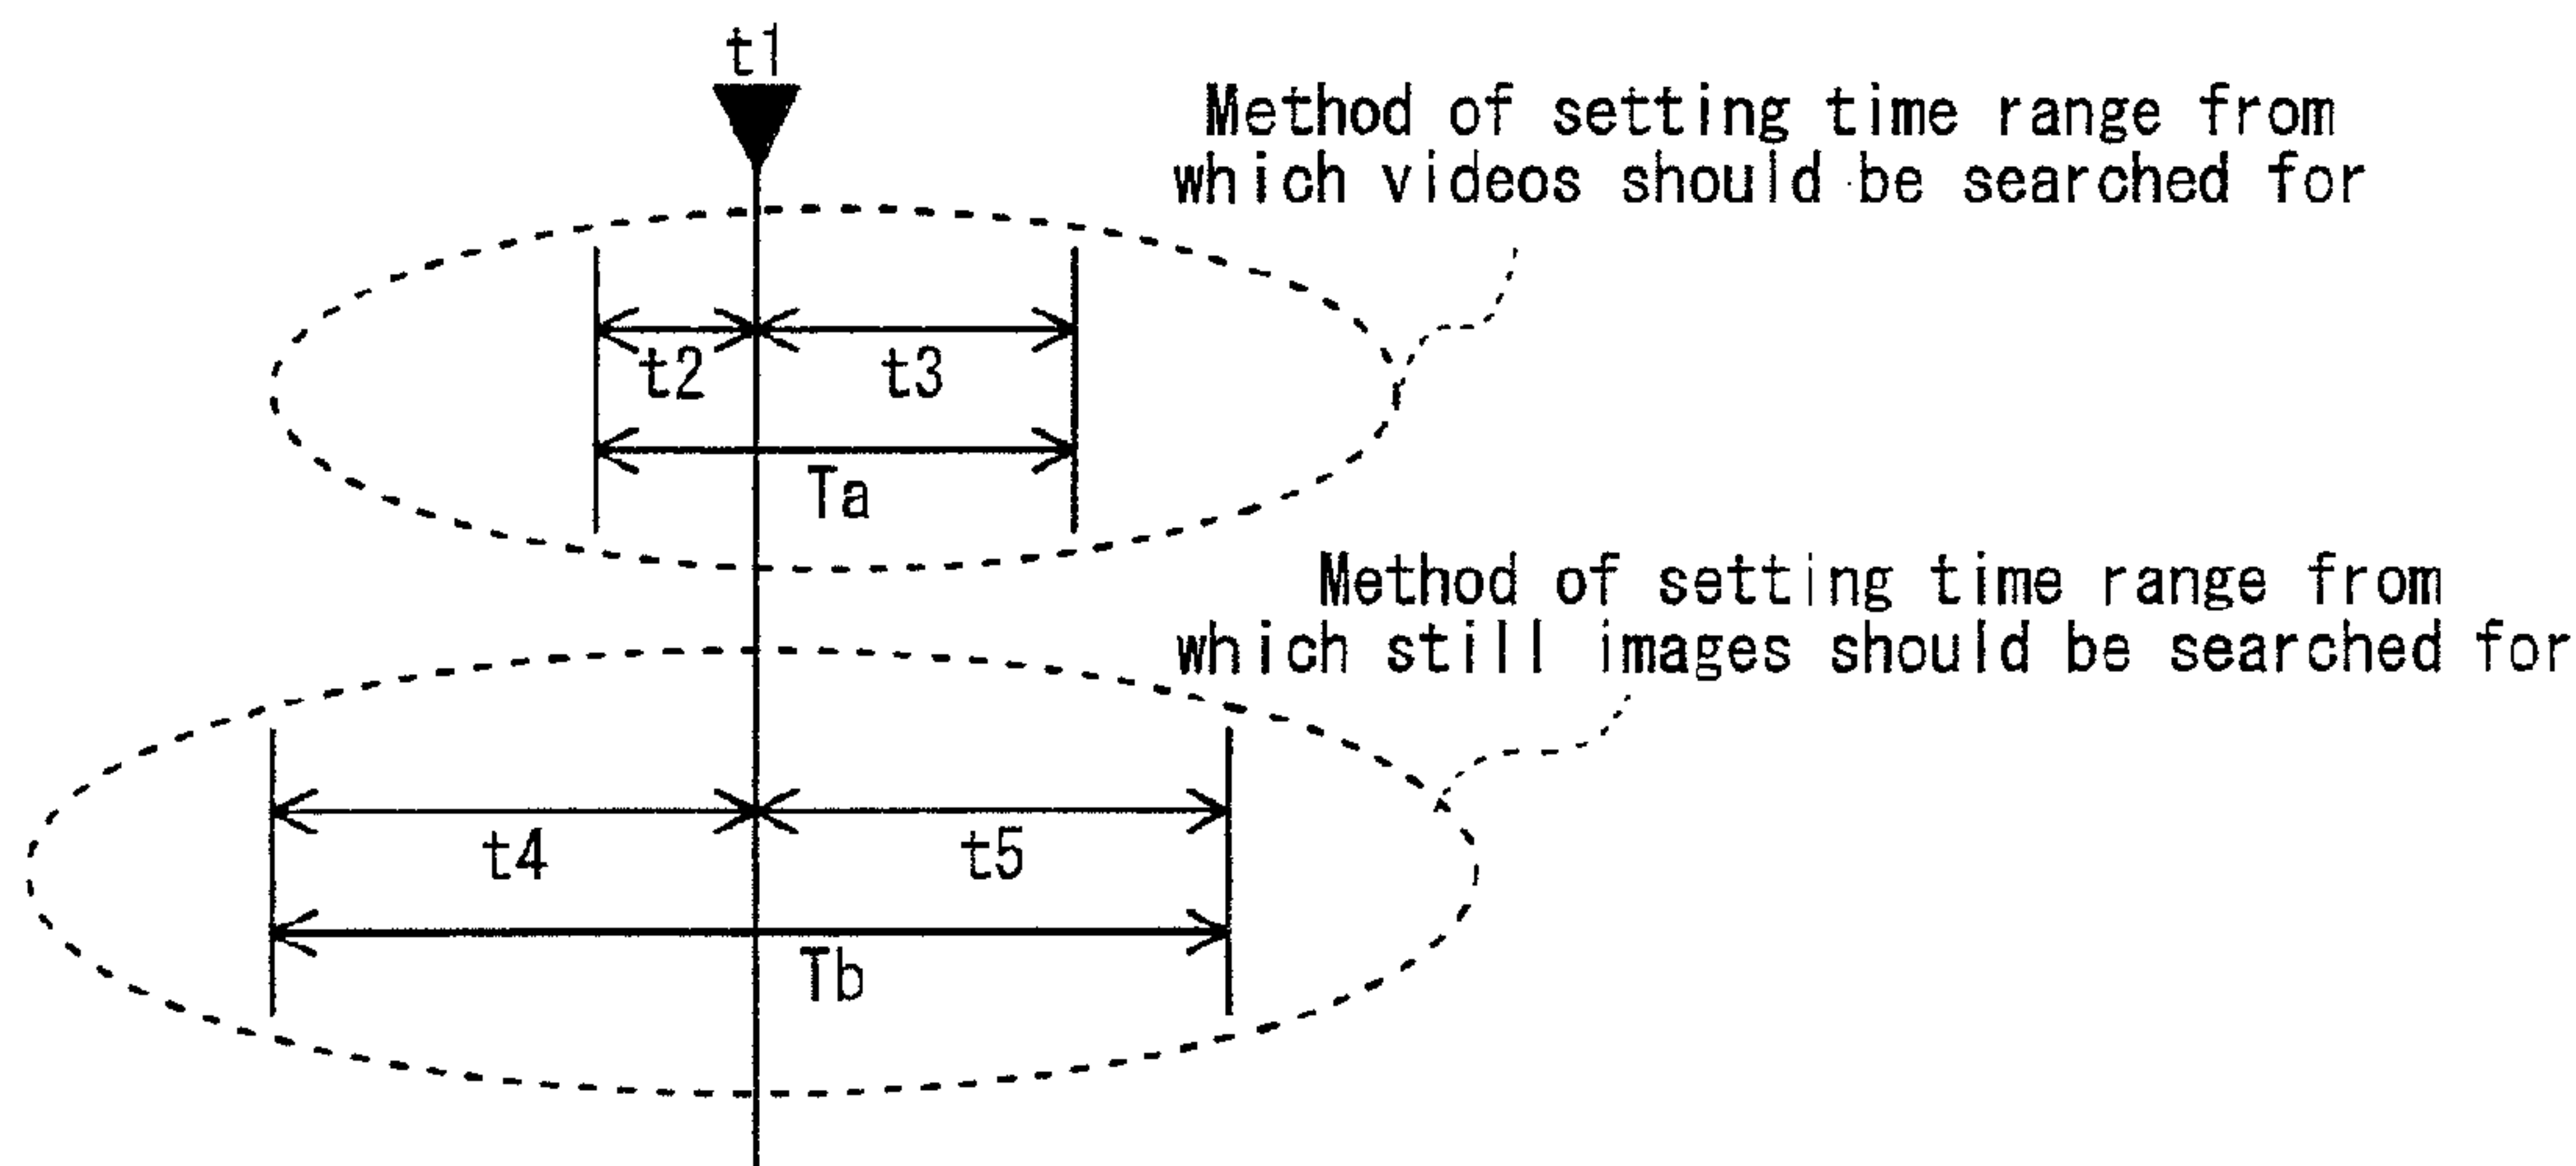 t1
Method of setting time range from
which videos should be searched for
t2
t3
Ta
Method of setting time range from
which still images should be searched for
t4
t5
Tb